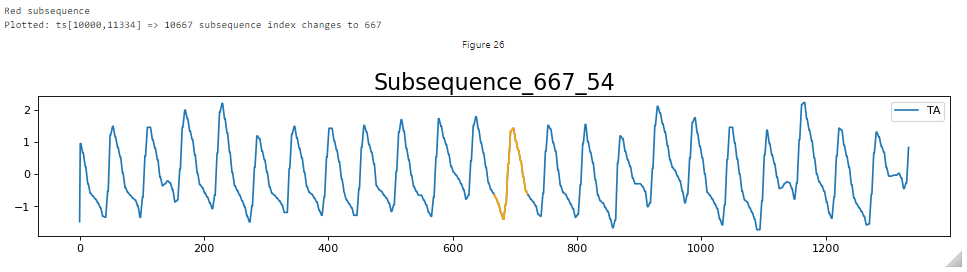 Red subsequence
Plotted: ts[10000,11334] => 10667 subsequence index changes to 667
Figure 26
Subsequence_667_54
TA
2
1
0
−1
0 200 400 600 800 1000 1200